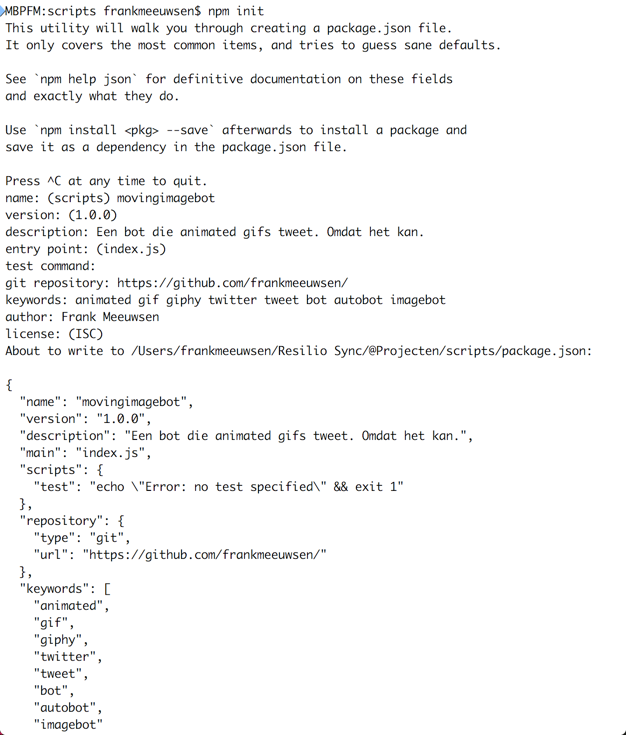 MBPFM:scripts frankmeeuwsen$ npm init
This utility will walk you through creating a package.json file.
It only covers the most common items, and tries to guess sane defaults.

See `npm help json` for definitive documentation on these fields
and exactly what they do.

Use `npm install <pkg> --save` afterwards to install a package and
save it as a dependency in the package.json file.

Press ^C at any time to quit.
name: (scripts) movingimagebot
version: (1.0.0)
description: Een bot die animated gifs tweet. Omdat het kan.
entry point: (index.js)
test command:
git repository: https://github.com/frankmeeuwsen/
keywords: animated gif giphy twitter tweet bot autobot imagebot
author: Frank Meeuwsen
license: (ISC)
About to write to /Users/frankmeeuwsen/Resilio Sync/@Projecten/scripts/package.json:

{
  "name": "movingimagebot",
  "version": "1.0.0",
  "description": "Een bot die animated gifs tweet. Omdat het kan.",
  "main": "index.js",
  "scripts": {
    "test": "echo \"Error: no test specified\" && exit 1"
  },
  "repository": {
    "type": "git",
    "url": "https://github.com/frankmeeuwsen/"
  },
  "keywords": [
    "animated",
    "gif",
    "giphy",
    "twitter",
    "tweet",
    "bot",
    "autobot",
    "imagebot"